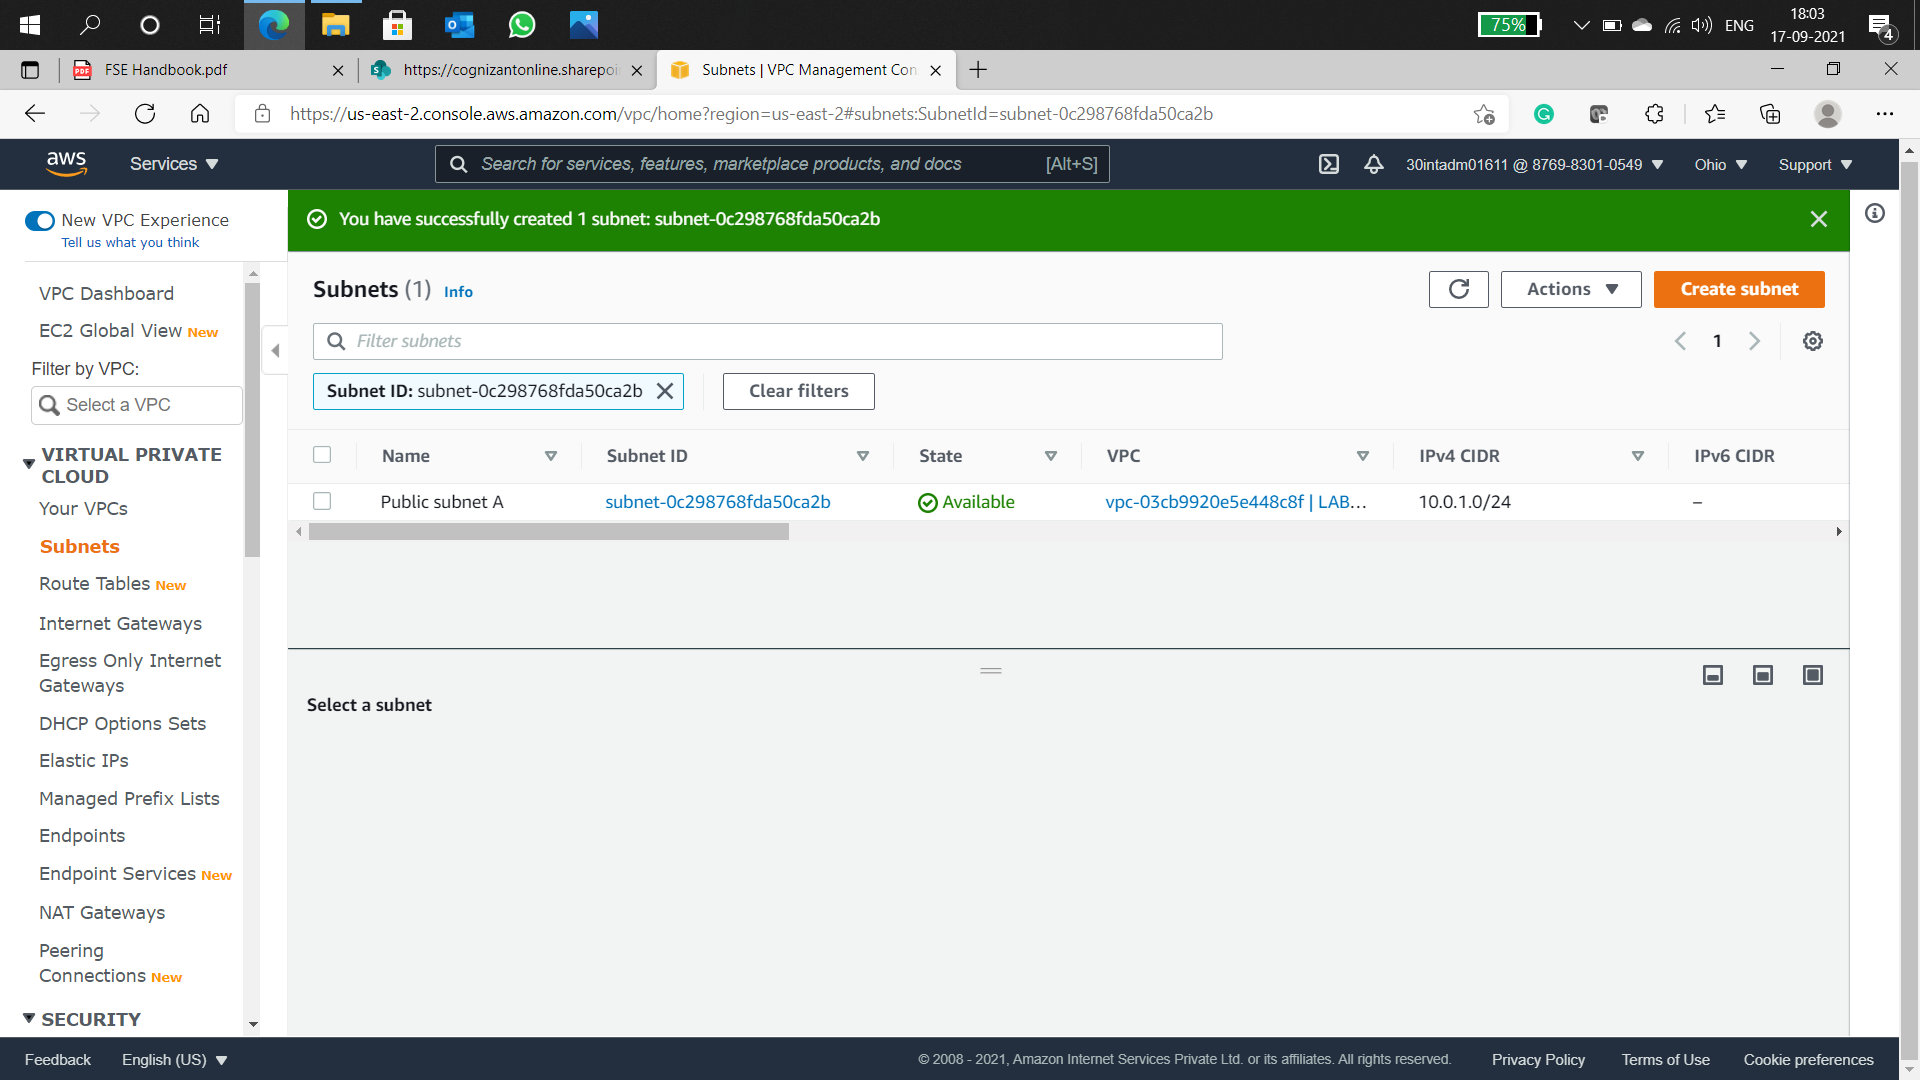 75%
ENG
18:03
17-09-2021
4
FSE Handbook.pdf
https://cognizantonline.sharepoi
Subnets | VPC Management Con
https://us-east-2.console.aws.amazon.com/vpc/home?region=us-east-2#subnets:SubnetId=subnet-0c298768fda50ca2b
aws
Services
Search for services, features, marketplace products, and docs [Alt+S]
30intadm01611 @ 8769-8301-0549
Ohio
Support
New VPC Experience
Tell us what you think
VPC Dashboard
EC2 Global View New
Filter by VPC:
Select a VPC
VIRTUAL PRIVATE
CLOUD
Your VPCs
Subnets
Route Tables New
Internet Gateways
Egress Only Internet
Gateways
DHCP Options Sets
Elastic IPs
Managed Prefix Lists
Endpoints
Endpoint Services New
NAT Gateways
Peering
Connections New
SECURITY
You have successfully created 1 subnet: subnet-0c298768fda50ca2b
Subnets (1) Info
Actions
Create subnet
Filter subnets
1
Subnet ID: subnet-0c298768fda50ca2b
Clear filters
Name Subnet ID State VPC IPv4 CIDR IPv6 CIDR
Public subnet A subnet-0c298768fda50ca2b Available vpc-03cb9920e5e448c8f | LAB... 10.0.1.0/24 –
Select a subnet
Feedback
English (US)
© 2008 - 2021, Amazon Internet Services Private Ltd. or its affiliates. All rights reserved.
Privacy Policy
Terms of Use
Cookie preferences